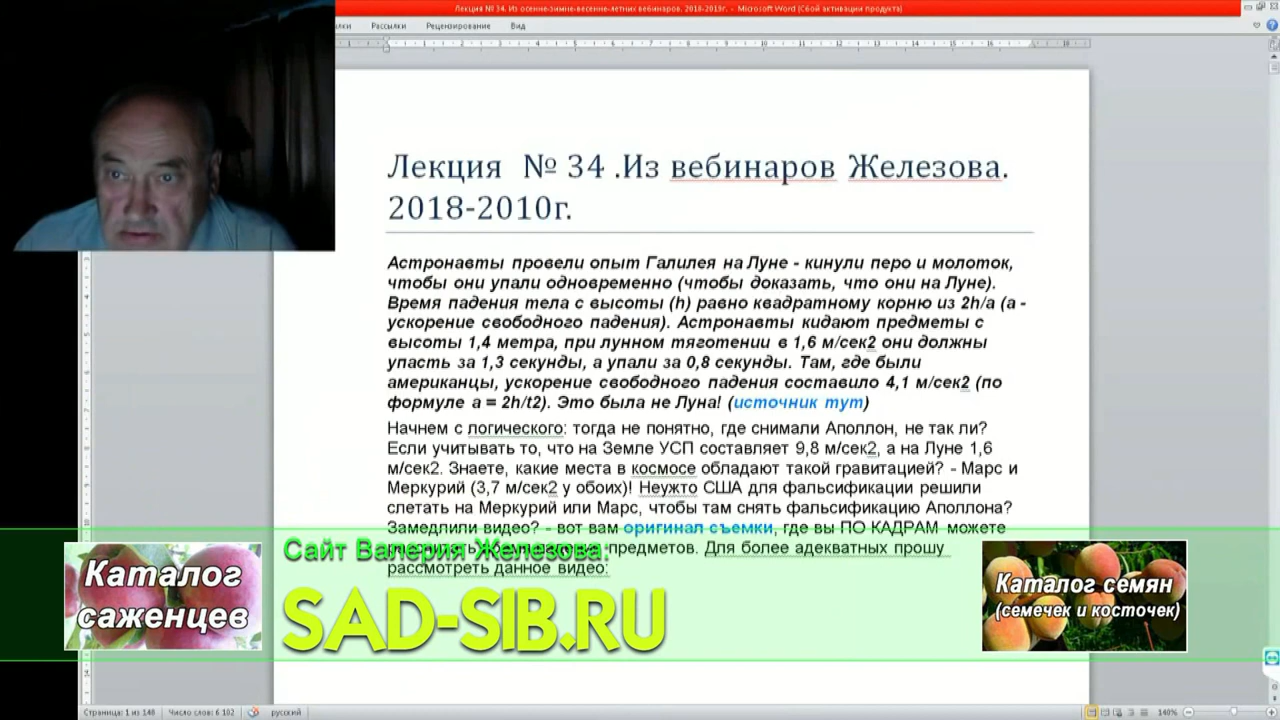 Лекция № 34. Из осенне-зимне-весенне-летних вебинаров. 2018-2019г. - Microsoft Word (Сбой активации продукта)
Рассылки Рецензирование Вид
Лекция № 34 .Из вебинаров Железова.
2018-2010г.
Астронавты провели опыт Галилея на Луне - кинули перо и молоток,
чтобы они упали одновременно (чтобы доказать, что они на Луне).
Время падения тела с высоты (h) равно квадратному корню из 2h/a (a -
ускорение свободного падения). Астронавты кидают предметы с
высоты 1,4 метра, при лунном тяготении в 1,6 м/сек2 они должны
упасть за 1,3 секунды, а упали за 0,8 секунды. Там, где были
американцы, ускорение свободного падения составило 4,1 м/сек2 (по
формуле a = 2h/t2). Это была не Луна! (источник тут)
Начнем с логического: тогда не понятно, где снимали Аполлон, не так ли?
Если учитывать то, что на Земле УСП составляет 9,8 м/сек2, а на Луне 1,6
м/сек2. Знаете, какие места в космосе обладают такой гравитацией? - Марс и
Меркурий (3,7 м/сек2 у обоих)! Неужто США для фальсификации решили
слетать на Меркурий или Марс, чтобы там снять фальсификацию Аполлона?
Замедлили видео? - вот вам оригинал съемки, где вы ПО КАДРАМ можете
предметов. Для более адекватных прошу
рассмотреть данное видео:
Сайт Валерия Железова:
SAD-SIB.RU
Каталог
саженцев
Каталог семян
(семечек и косточек)
Страница: 1 из 148 Число слов: 6 102 русский 140%